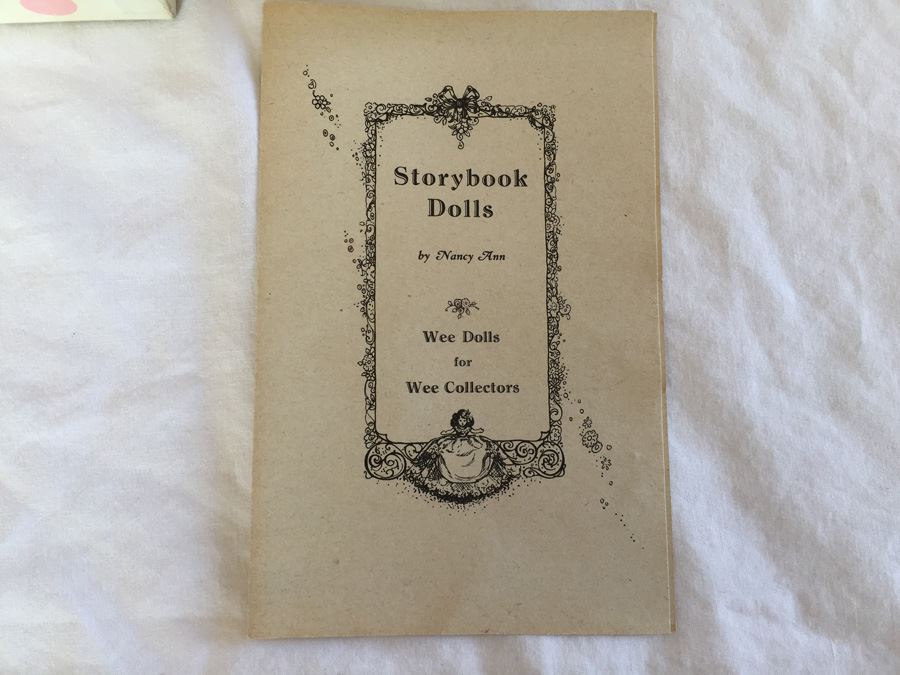 Storybook
Dolls
by Nancy Ann
Wee Dolls
for
Wee Collectors